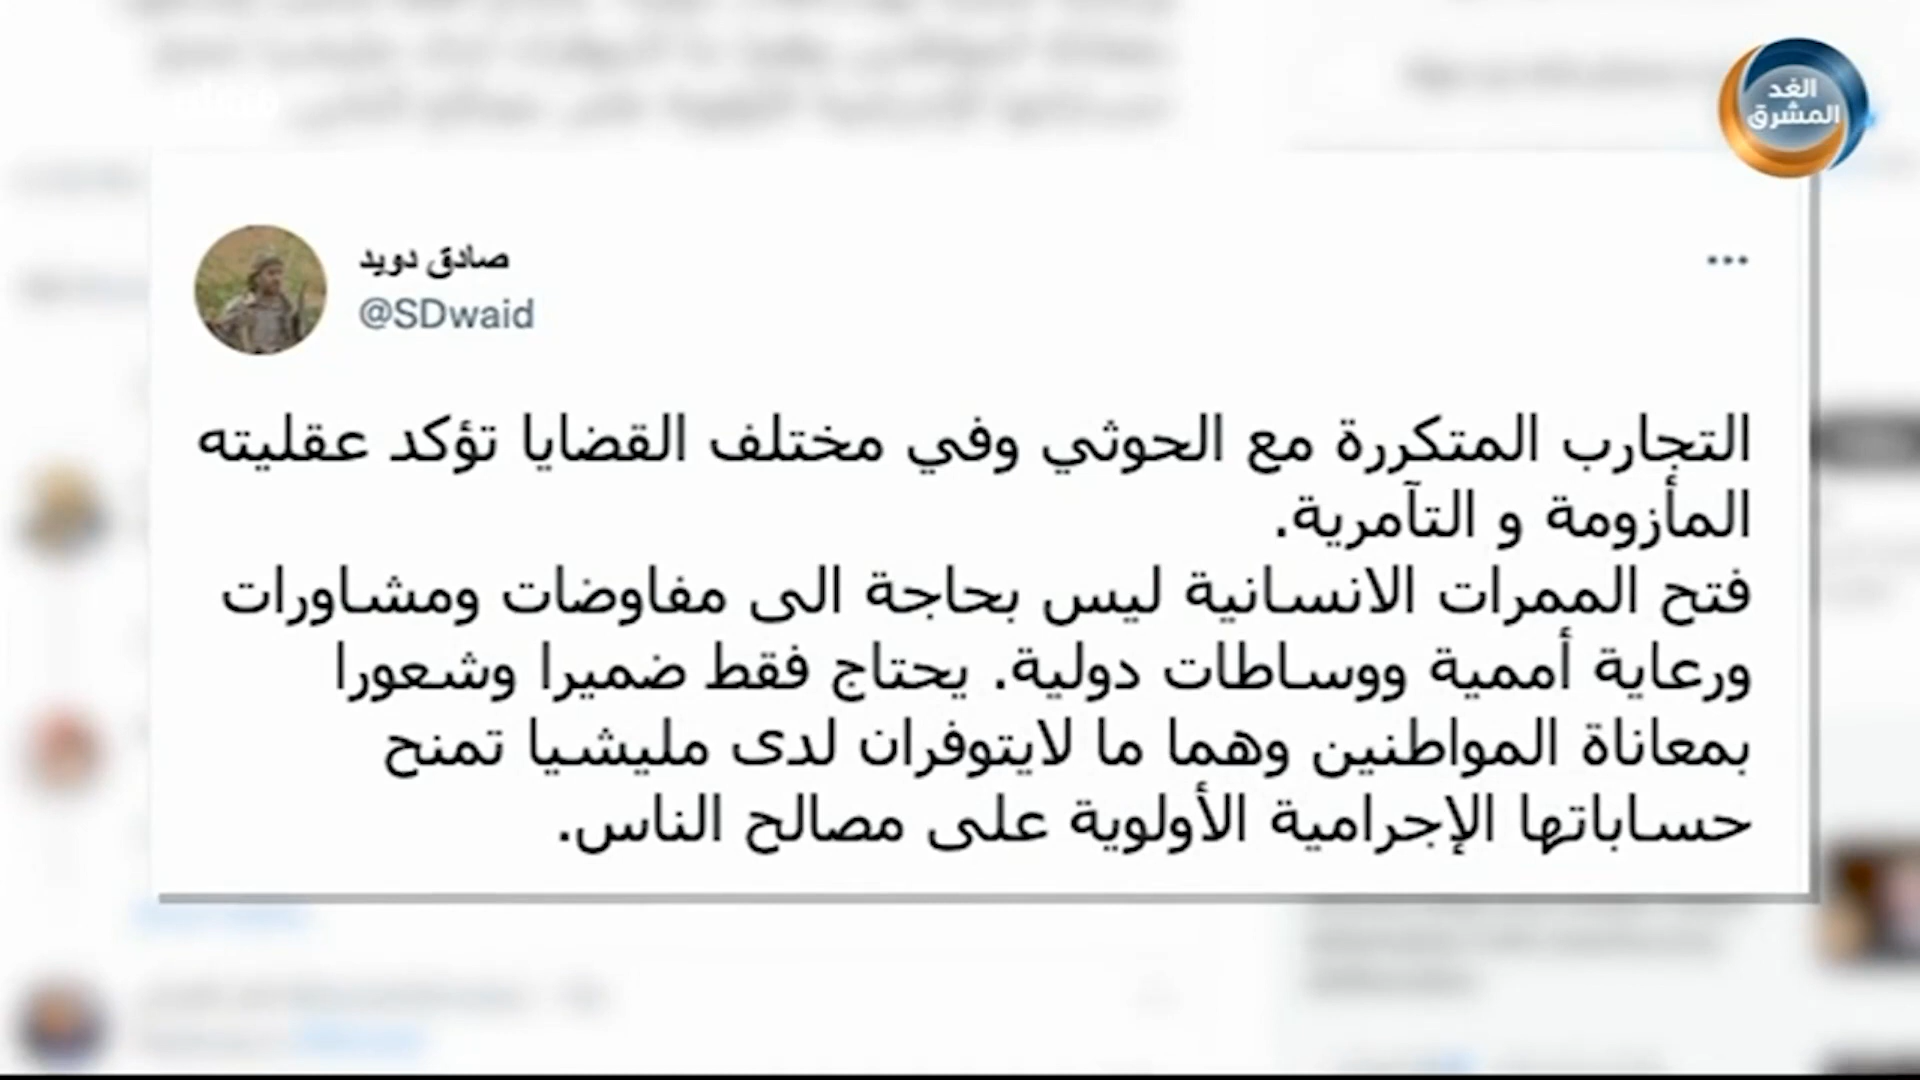 الغد
المشرق
صادق دويد
@SDwaid
التجارب المتكررة مع الحوثي وفي مختلف القضايا تؤكد عقليته
المأزومة و التآمرية.
فتح الممرات الانسانية ليس بحاجة الى مفاوضات ومشاورات
ورعاية أممية ووساطات دولية. يحتاج فقط ضميرا وشعورا
بمعاناة المواطنين وهما ما لايتوفران لدى مليشيا تمنح
حساباتها الإجرامية الأولوية على مصالح الناس.